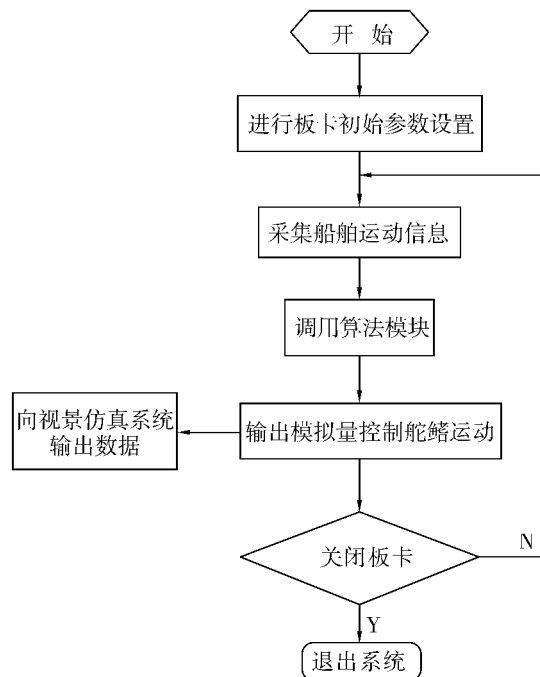 开 始
进行板卡初始参数设置
采集船舶运动信息
调用算法模块
向视景仿真系统
输出数据
输出模拟量控制舵鳍运动
关闭板卡
N
Y
退出系统